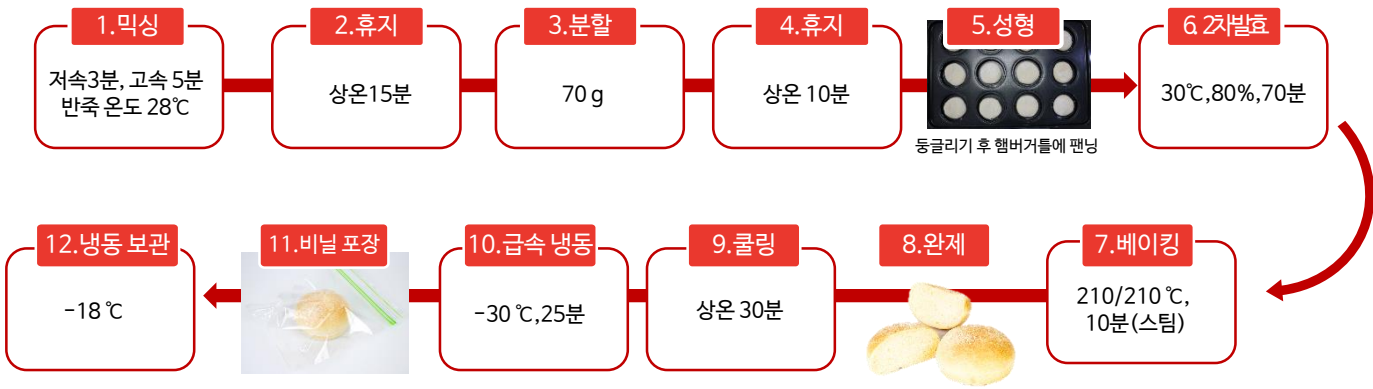 1.믹싱
저속3분, 고속 5분
반죽 온도 28℃
2.휴지
상온15분
3.분할
70 g
4.휴지
상온 10분
5.성형
둥글리기 후 햄버거틀에 팬닝
6.2차발효
30℃,80%,70분
7.베이킹
210/210 ℃,
10분(스팀)
8.완제
9.쿨링
상온 30분
10.급속 냉동
-30 ℃,25분
11.비닐 포장
12.냉동 보관
-18 ℃